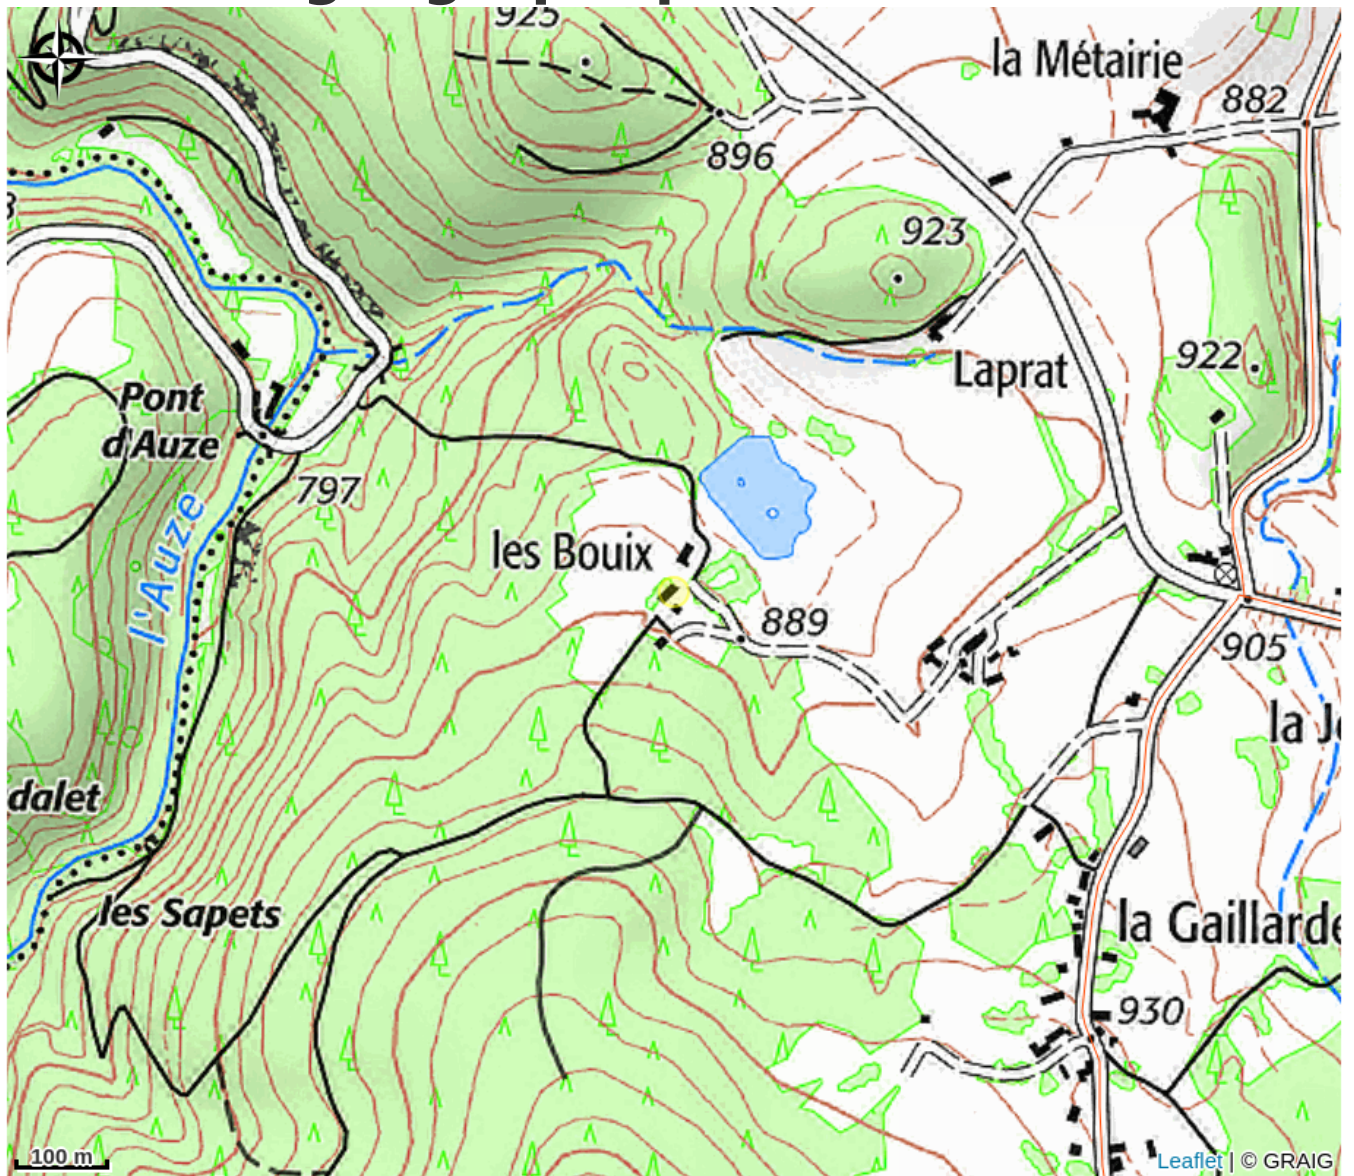 925
la Métairie
882
896
923
922
Laprat
Pont
d'Auze
797
l'Auze
les Bouix
889
905
la Jo
dalet
les Sapets
la Gaillarde
930
100 m
Leaflet | © GRAIG